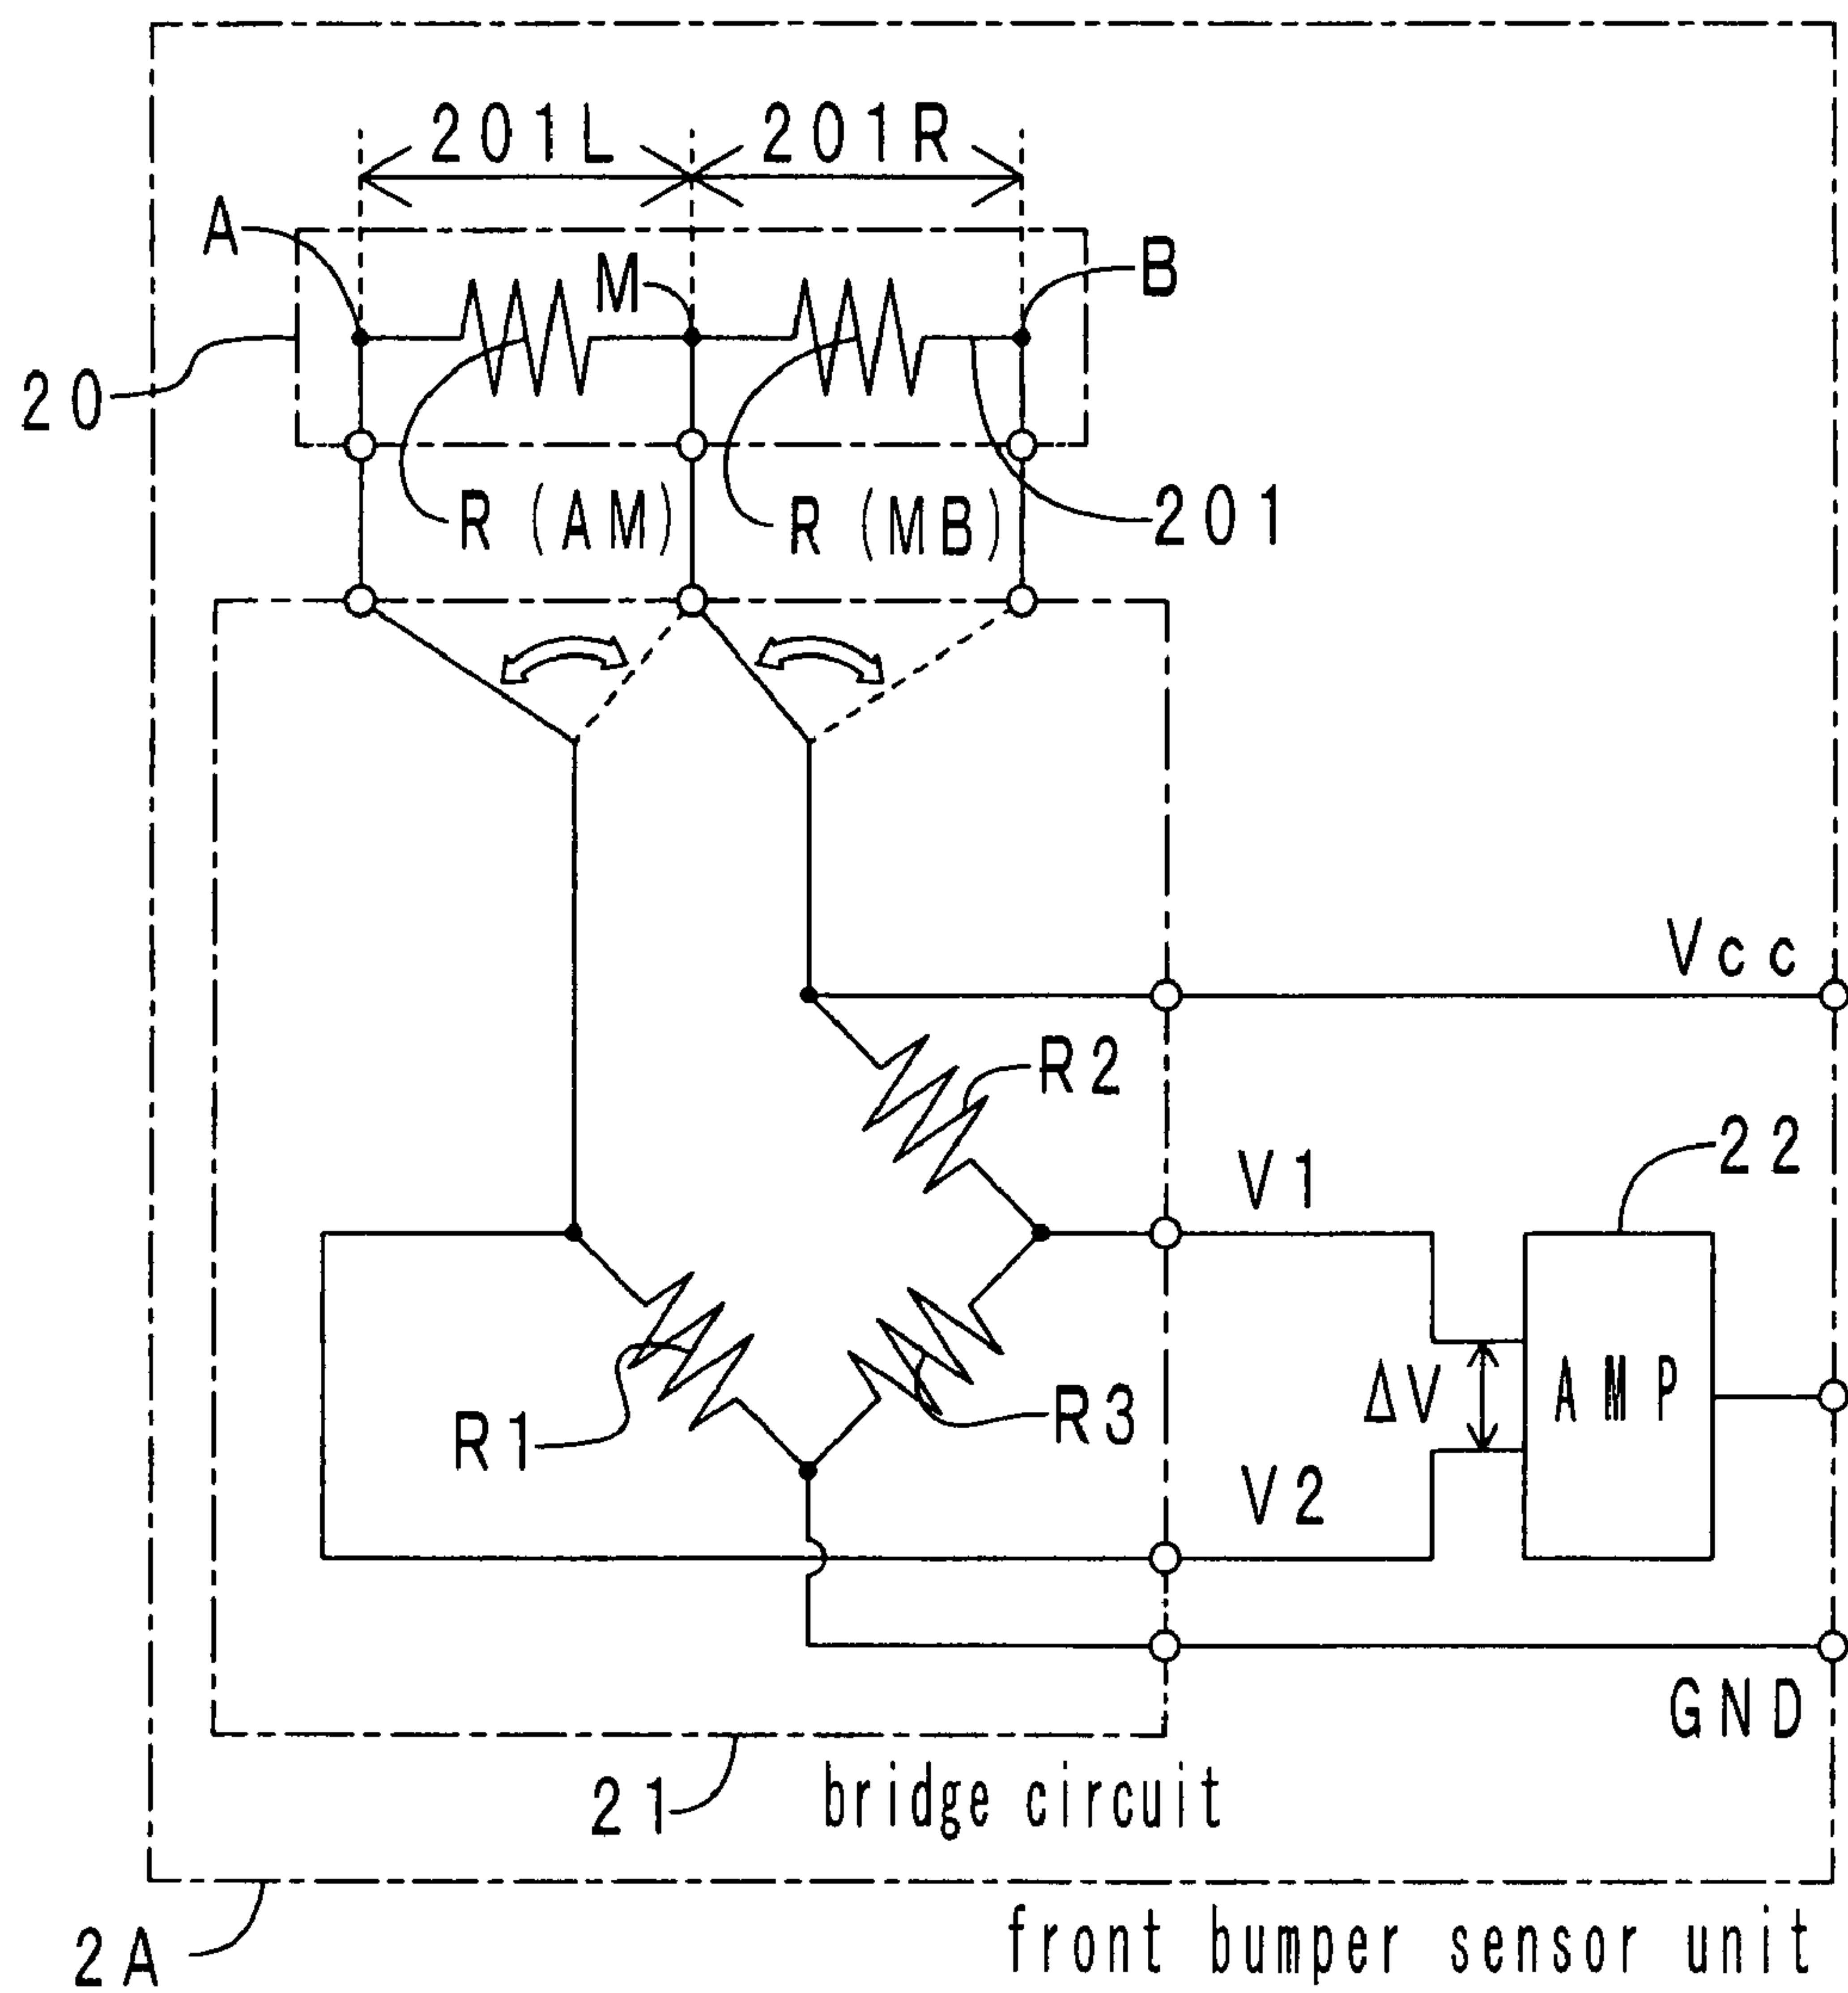 201L 201R
A M B
20
R (AM) R (MB) 201
Vcc
R2
V1 22
ΔV AMP
R1 R3
V2
GND
21 bridge circuit
2A front bumper sensor unit